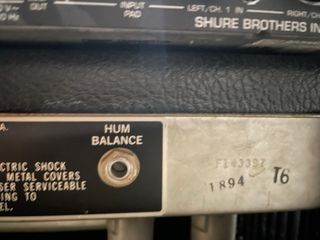 OUT
INPUT
PAD
LEFT/CH. 1 IN
RIGHT/CH
SHURE BROTHERS IN
HUM
BALANCE
CTRIC SHOCK
METAL COVERS
SER SERVICEABLE
ING TO
EL.
F143397
1894
T6